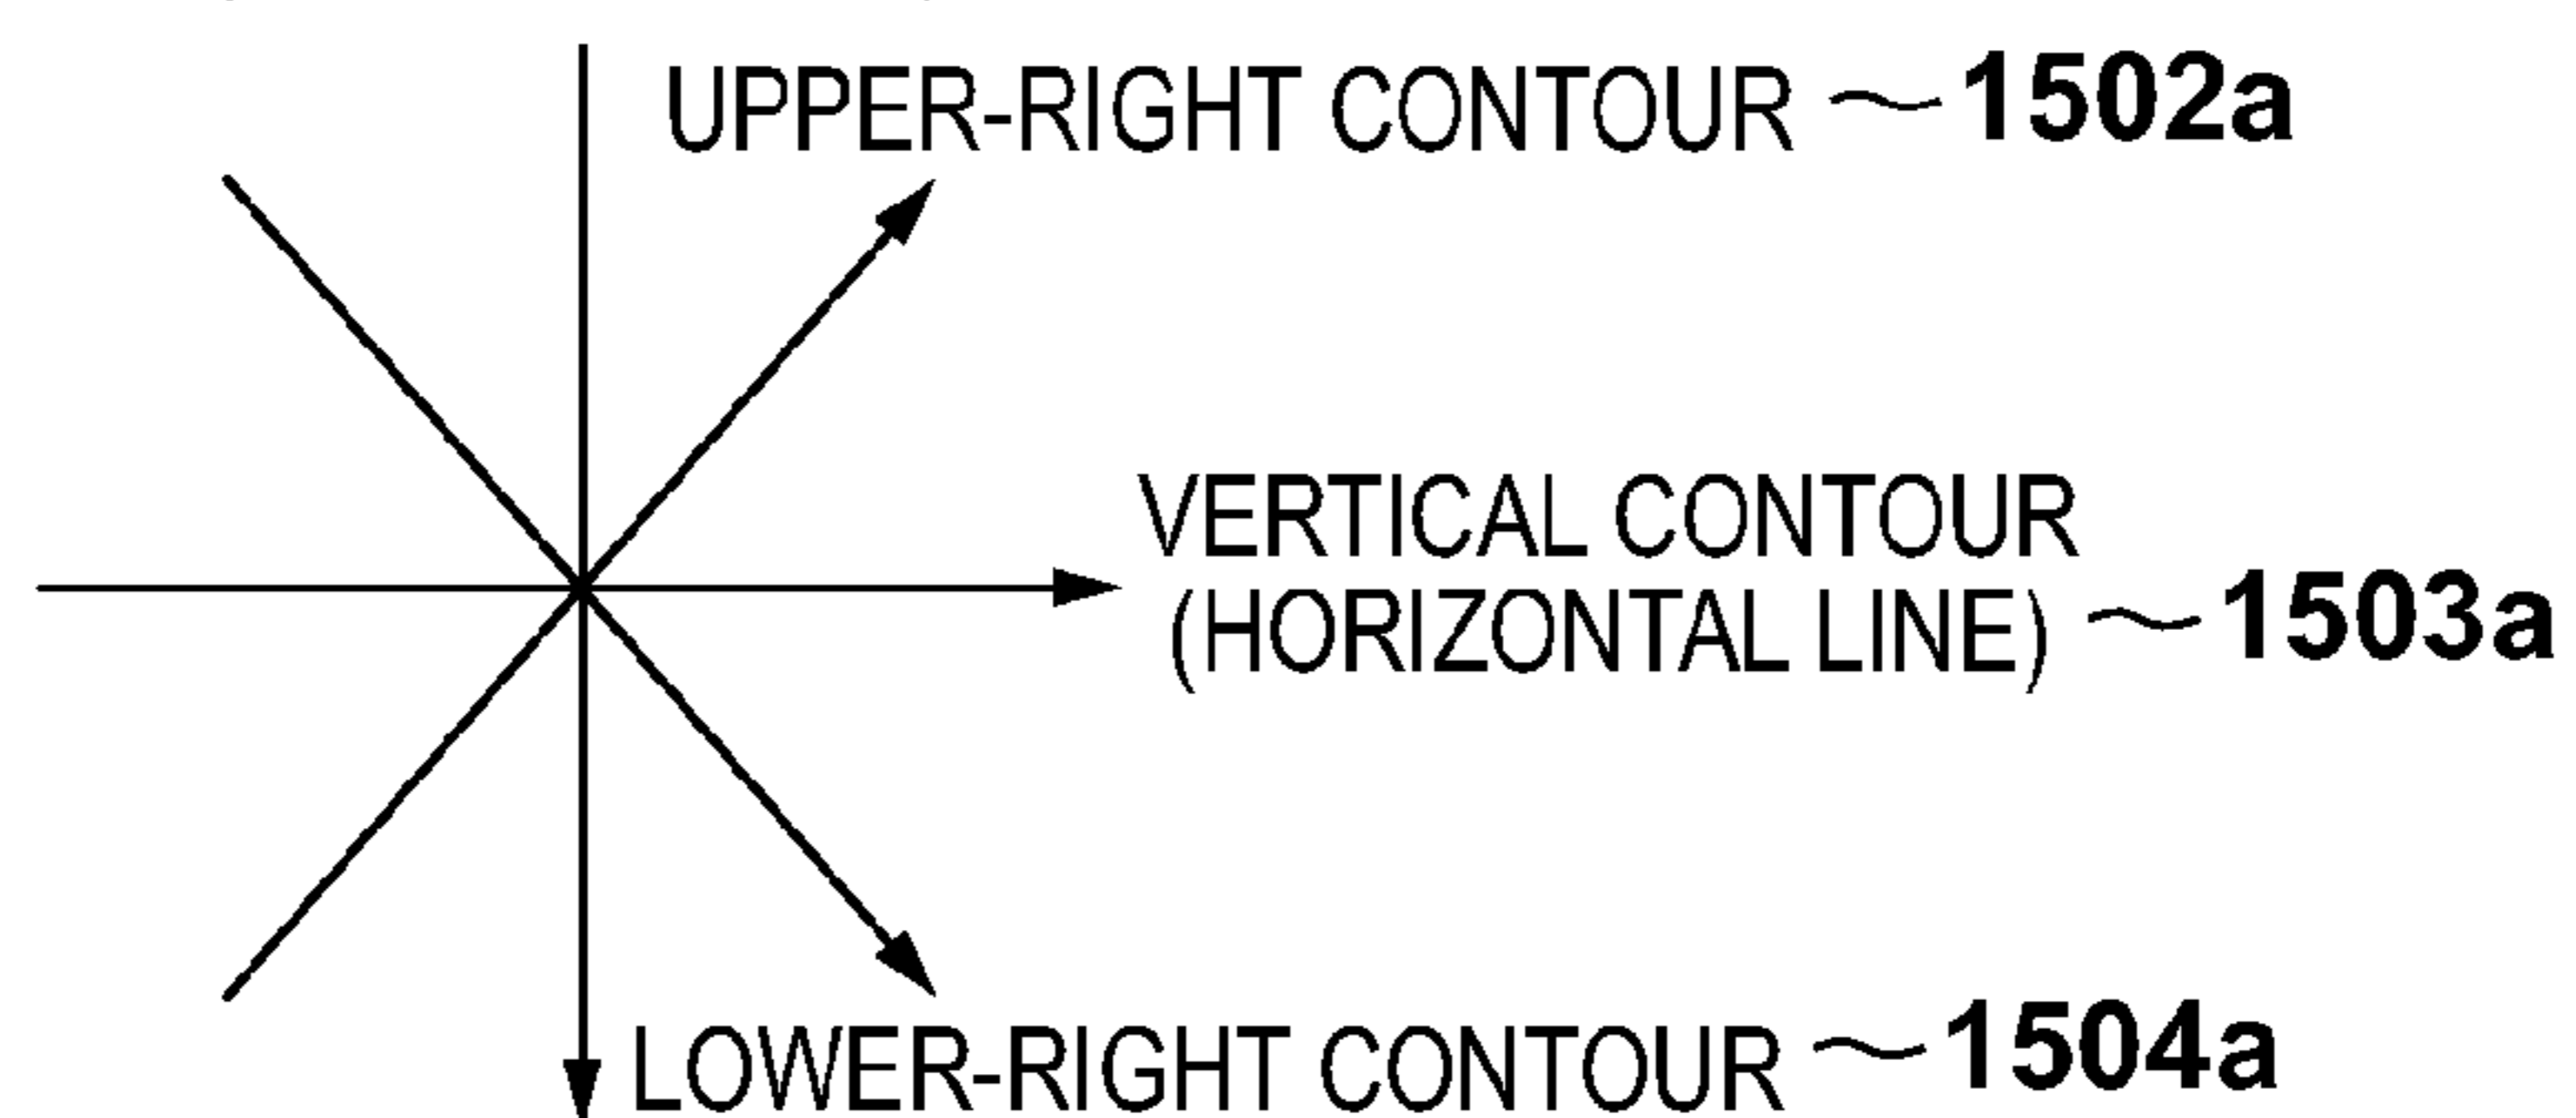 UPPER-RIGHT CONTOUR ~1502a
VERTICAL CONTOUR
(HORIZONTAL LINE) ~1503a
LOWER-RIGHT CONTOUR ~1504a